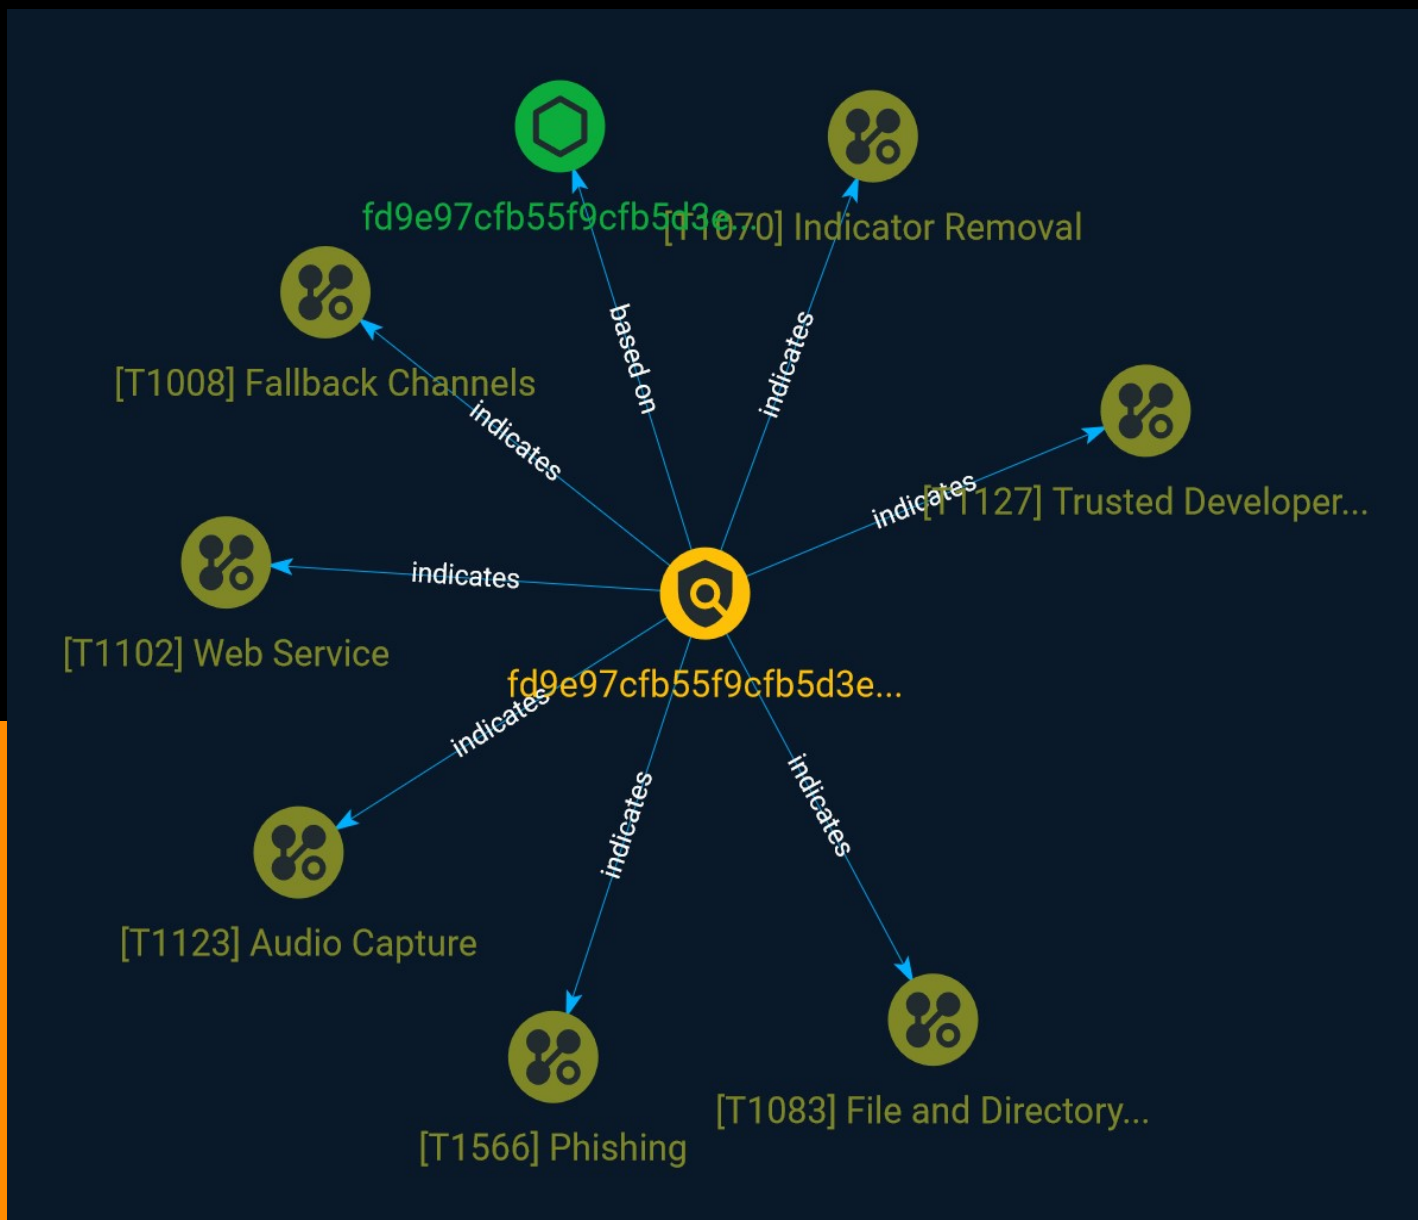 fd9e97cfb55f9cfb5d3e...
[T1070] Indicator Removal
based on
indicates
[T1008] Fallback Channels
indicates
indicates
[T1127] Trusted Developer...
indicates
[T1102] Web Service
fd9e97cfb55f9cfb5d3e...
indicates
indicates
indicates
[T1123] Audio Capture
[T1083] File and Directory...
[T1566] Phishing